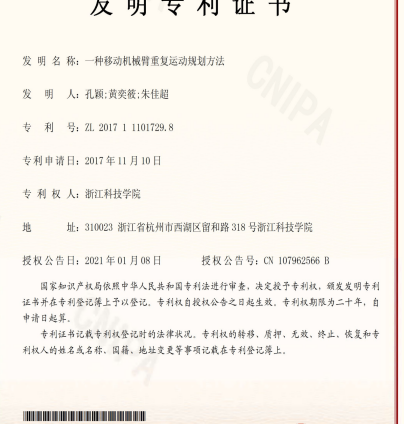 发明专利证书
发明名称：一种移动机械臂重复运动规划方法
发明人：孔颖;黄奕筱;朱佳超
专利号：ZL 2017 1 1101729.8
专利申请日：2017年11月10日
专利权人：浙江科技学院
地址：310023 浙江省杭州市西湖区留和路318号浙江科技学院
授权公告日：2021年01月08日 授权公告号：CN 107962566 B
国家知识产权局依照中华人民共和国专利法进行审查，决定授予专利权，颁发发明专利
证书并在专利登记簿上予以登记。专利权自授权公告之日起生效。专利权期限为二十年，自
申请日起算。
专利证书记载专利权登记时的法律状况。专利权的转移、质押、无效、终止、恢复和专
利权人的姓名或名称、国籍、地址变更等事项记载在专利登记簿上。
CNIPA
CNIPA